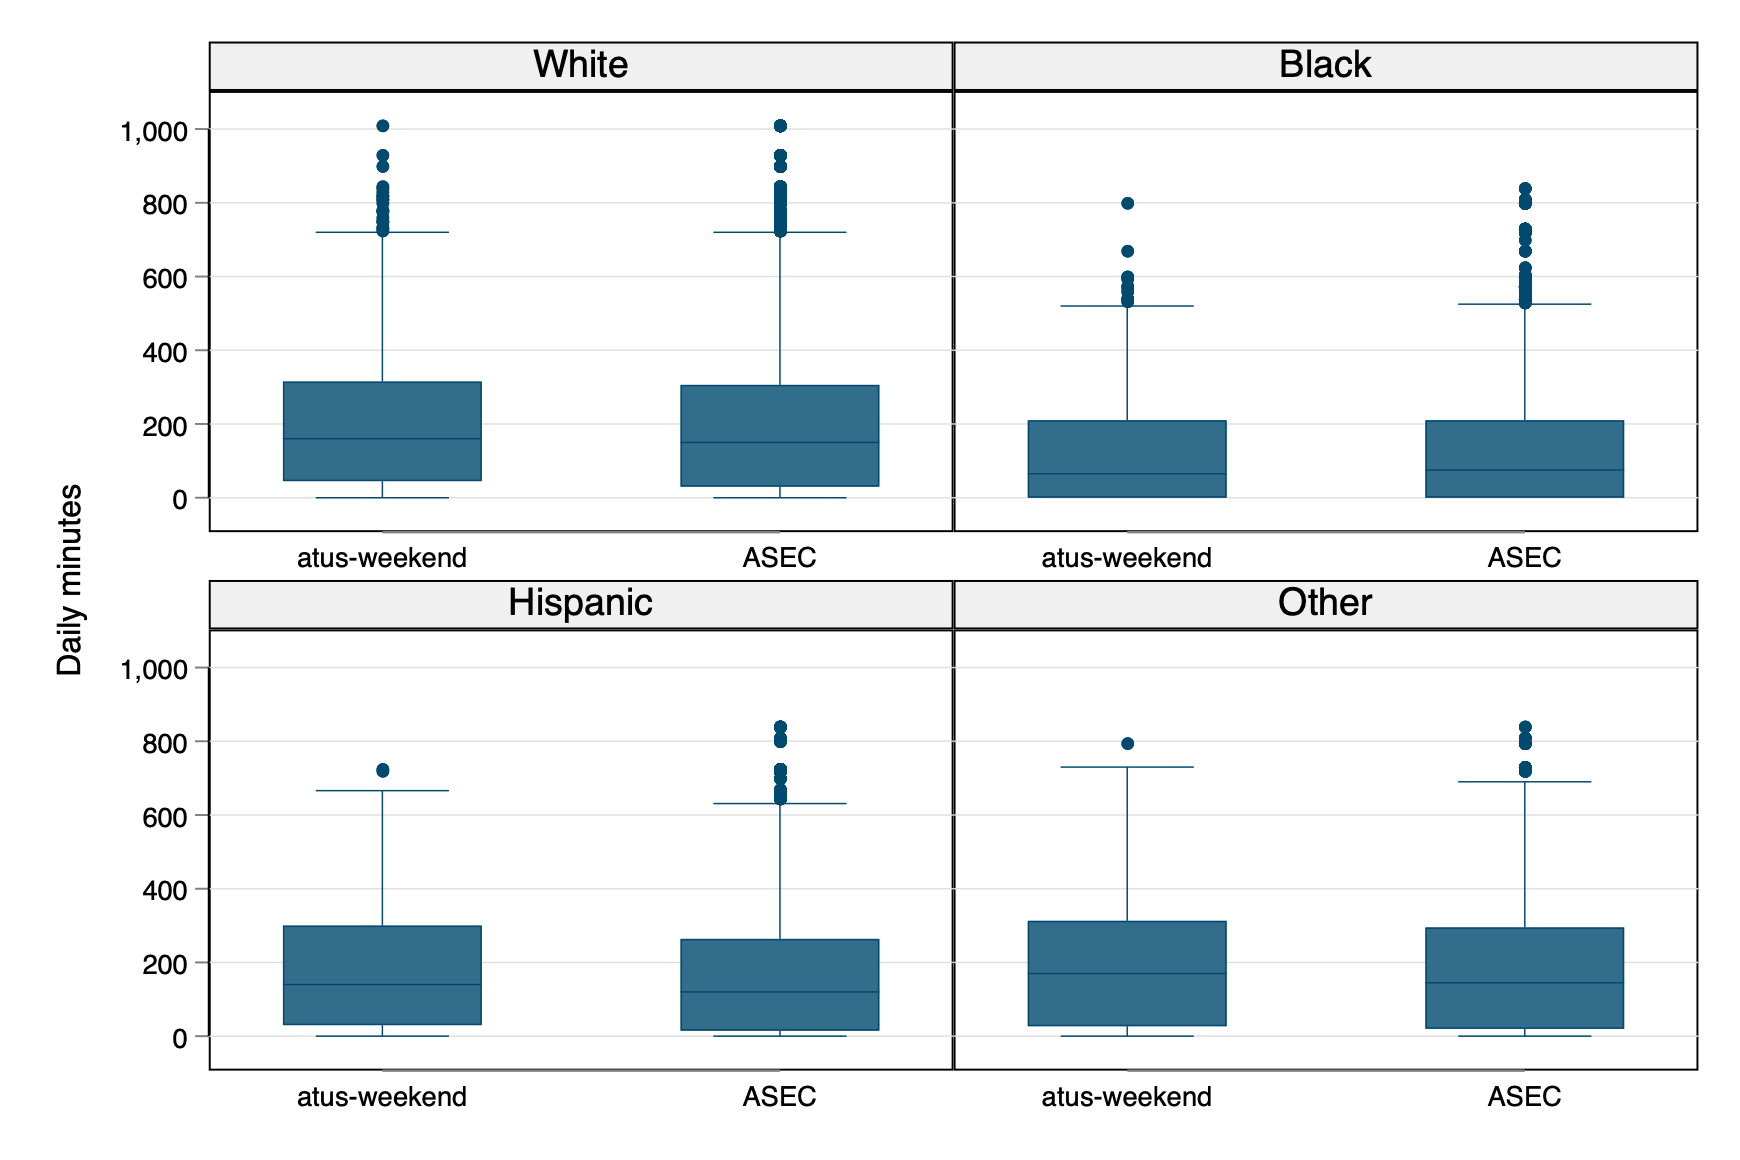 White
Black
1,000
800
600
400
200
0
atus-weekend
ASEC
atus-weekend
ASEC
Daily minutes
Hispanic
Other
1,000
800
600
400
200
0
atus-weekend
ASEC
atus-weekend
ASEC